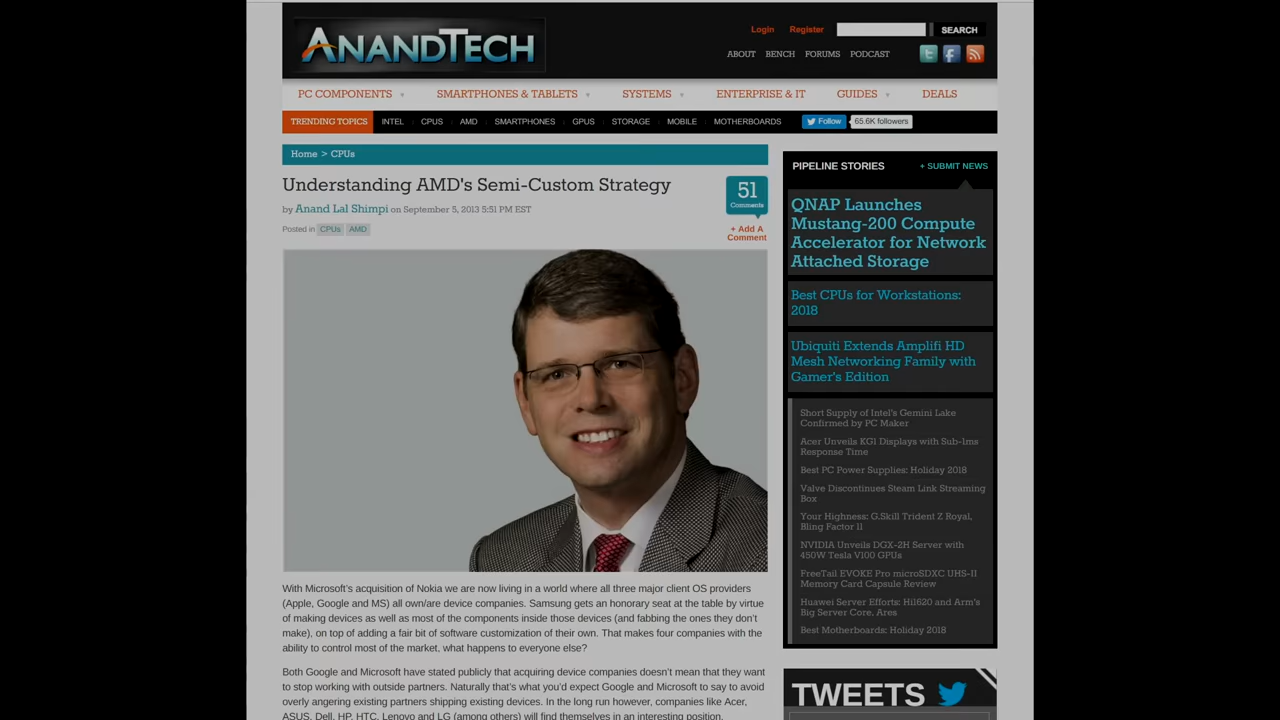 ANANDTECH
Login Register SEARCH
ABOUT BENCH FORUMS PODCAST
PC COMPONENTS SMARTPHONES & TABLETS SYSTEMS ENTERPRISE & IT GUIDES DEALS
TRENDING TOPICS INTEL CPUS AMD SMARTPHONES GPUS STORAGE MOBILE MOTHERBOARDS Follow 65.6K followers
Home > CPUs
Understanding AMD's Semi-Custom Strategy
by Anand Lal Shimpi on September 5, 2013 5:51 PM EST
Posted in CPUs AMD
51
Comments
+ Add A
Comment
With Microsoft's acquisition of Nokia we are now living in a world where all three major client OS providers
(Apple, Google and MS) all own/are device companies. Samsung gets an honorary seat at the table by virtue
of making devices as well as most of the components inside those devices (and fabbing the ones they don't
make), on top of adding a fair bit of software customization of their own. That makes four companies with the
ability to control most of the market, what happens to everyone else?
Both Google and Microsoft have stated publicly that acquiring device companies doesn't mean that they want
to stop working with outside partners. Naturally that's what you'd expect Google and Microsoft to say to avoid
overly angering existing partners shipping existing devices. In the long run however, companies like Acer,
ASUS, Dell, HP, HTC, Lenovo and LG (among others) will find themselves in an interesting position.
PIPELINE STORIES + SUBMIT NEWS
QNAP Launches
Mustang-200 Compute
Accelerator for Network
Attached Storage
Best CPUs for Workstations:
2018
Ubiquiti Extends Amplifi HD
Mesh Networking Family with
Gamer's Edition
Short Supply of Intel's Gemini Lake
Confirmed by PC Maker
Acer Unveils KG1 Displays with Sub-1ms
Response Time
Best PC Power Supplies: Holiday 2018
Valve Discontinues Steam Link Streaming
Box
Your Highness: G.Skill Trident Z Royal,
Bling Factor 11
NVIDIA Unveils DGX-2H Server with
450W Tesla V100 GPUs
FreeTail EVOKE Pro microSDXC UHS-II
Memory Card Capsule Review
Huawei Server Efforts: Hi1620 and Arm's
Big Server Core, Ares
Best Motherboards: Holiday 2018
TWEETS